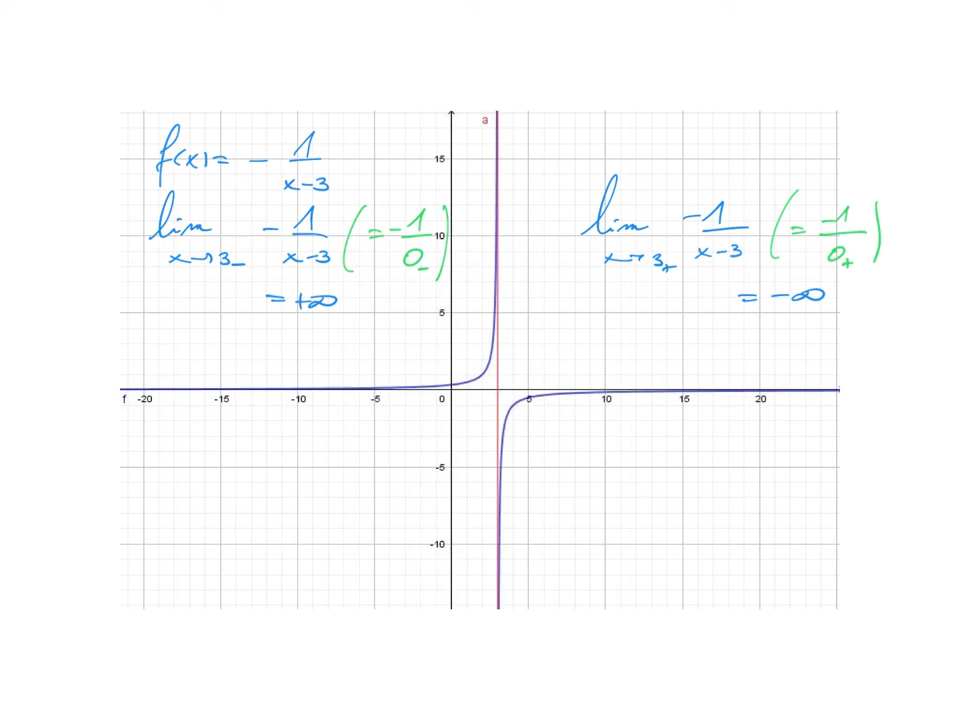 a
f(x) = - 1/(x-3)
lim x→3₋ - 1/(x-3) (= -1/0₋)
= +∞
lim x→3₊ -1/(x-3) (= -1/0₊)
= -∞
15
10
5
f -20 -15 -10 -5 0 5 10 15 20
-5
-10